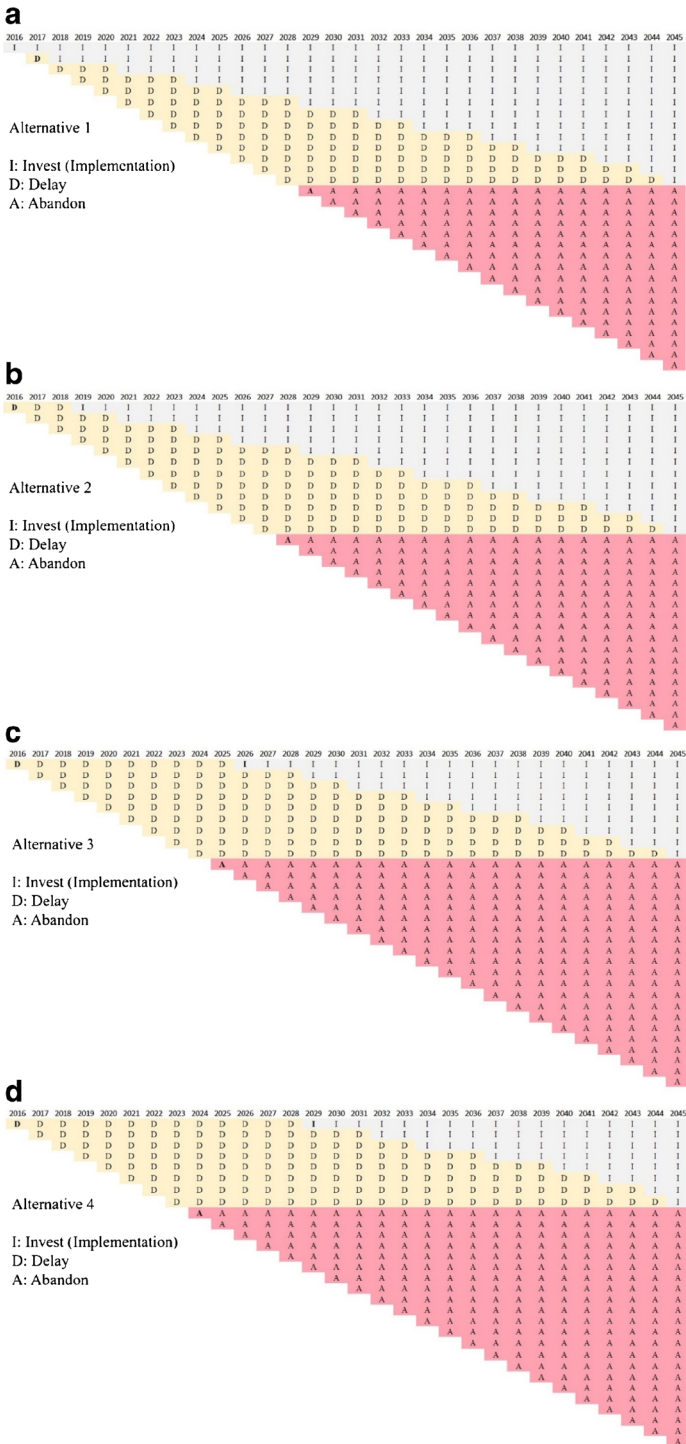 a
2016 2017 2018 2019 2020 2021 2022 2023 2024 2025 2026 2027 2028 2029 2030 2031 2032 2033 2034 2035 2036 2037 2038 2039 2040 2041 2042 2043 2044 2045
I I I I I I I I I I I I I I I I I I I I I I I I I I I I I I
D I I I I I I I I I I I I I I I I I I I I I I I I I I I I
D D D I I I I I I I I I I I I I I I I I I I I I I I I I
D D D D D I I I I I I I I I I I I I I I I I I I I I I
D D D D D D I I I I I I I I I I I I I I I I I I I I
D D D D D D D D I I I I I I I I I I I I I I I I I
D D D D D D D D D D I I I I I I I I I I I I I I
D D D D D D D D D D D I I I I I I I I I I I I
D D D D D D D D D D D D D I I I I I I I I I
D D D D D D D D D D D D D D I I I I I I I
D D D D D D D D D D D D D D D D I I I I
D D D D D D D D D D D D D D D D D I I
D D D D D D D D D D D D D D D D D I
A A A A A A A A A A A A A A A A A
A A A A A A A A A A A A A A A A
A A A A A A A A A A A A A A A
A A A A A A A A A A A A A A
A A A A A A A A A A A A A
A A A A A A A A A A A A
A A A A A A A A A A A
A A A A A A A A A A
A A A A A A A A A
A A A A A A A A
A A A A A A A
A A A A A A
A A A A A
A A A A
A A A
A A
A
Alternative 1
I: Invest (Implementation)
D: Delay
A: Abandon
b
2016 2017 2018 2019 2020 2021 2022 2023 2024 2025 2026 2027 2028 2029 2030 2031 2032 2033 2034 2035 2036 2037 2038 2039 2040 2041 2042 2043 2044 2045
D D D I I I I I I I I I I I I I I I I I I I I I I I I I I I
D D D D I I I I I I I I I I I I I I I I I I I I I I I I I
D D D D D D I I I I I I I I I I I I I I I I I I I I I I
D D D D D D D I I I I I I I I I I I I I I I I I I I I
D D D D D D D D D I I I I I I I I I I I I I I I I I
D D D D D D D D D D D I I I I I I I I I I I I I I
D D D D D D D D D D D D I I I I I I I I I I I I
D D D D D D D D D D D D D D I I I I I I I I I
D D D D D D D D D D D D D D D I I I I I I I
D D D D D D D D D D D D D D D D D I I I I
D D D D D D D D D D D D D D D D D D I I
D D D D D D D D D D D D D D D D D D I
A A A A A A A A A A A A A A A A A A
A A A A A A A A A A A A A A A A A
A A A A A A A A A A A A A A A A
A A A A A A A A A A A A A A A
A A A A A A A A A A A A A A
A A A A A A A A A A A A A
A A A A A A A A A A A A
A A A A A A A A A A A
A A A A A A A A A A
A A A A A A A A A
A A A A A A A A
A A A A A A A
A A A A A A
A A A A A
A A A A
A A A
A A
A
Alternative 2
I: Invest (Implementation)
D: Delay
A: Abandon
c
2016 2017 2018 2019 2020 2021 2022 2023 2024 2025 2026 2027 2028 2029 2030 2031 2032 2033 2034 2035 2036 2037 2038 2039 2040 2041 2042 2043 2044 2045
D D D D D D D D D D I I I I I I I I I I I I I I I I I I I I
D D D D D D D D D D D D I I I I I I I I I I I I I I I I I
D D D D D D D D D D D D D I I I I I I I I I I I I I I I
D D D D D D D D D D D D D D D I I I I I I I I I I I I
D D D D D D D D D D D D D D D D I I I I I I I I I I
D D D D D D D D D D D D D D D D D D I I I I I I I
D D D D D D D D D D D D D D D D D D D I I I I I
D D D D D D D D D D D D D D D D D D D D I I I
D D D D D D D D D D D D D D D D D D D D D I
A A A A A A A A A A A A A A A A A A A A A
A A A A A A A A A A A A A A A A A A A A
A A A A A A A A A A A A A A A A A A A
A A A A A A A A A A A A A A A A A A
A A A A A A A A A A A A A A A A A
A A A A A A A A A A A A A A A A
A A A A A A A A A A A A A A A
A A A A A A A A A A A A A A
A A A A A A A A A A A A A
A A A A A A A A A A A A
A A A A A A A A A A A
A A A A A A A A A A
A A A A A A A A A
A A A A A A A A
A A A A A A A
A A A A A A
A A A A A
A A A A
A A A
A A
A
Alternative 3
I: Invest (Implementation)
D: Delay
A: Abandon
d
2016 2017 2018 2019 2020 2021 2022 2023 2024 2025 2026 2027 2028 2029 2030 2031 2032 2033 2034 2035 2036 2037 2038 2039 2040 2041 2042 2043 2044 2045
D D D D D D D D D D D D D I I I I I I I I I I I I I I I I I
D D D D D D D D D D D D D D D I I I I I I I I I I I I I I
D D D D D D D D D D D D D D D D I I I I I I I I I I I I
D D D D D D D D D D D D D D D D D D I I I I I I I I I
D D D D D D D D D D D D D D D D D D D D I I I I I I
D D D D D D D D D D D D D D D D D D D D D I I I I
D D D D D D D D D D D D D D D D D D D D D D I I
D D D D D D D D D D D D D D D D D D D D D D I
A A A A A A A A A A A A A A A A A A A A A A
A A A A A A A A A A A A A A A A A A A A A
A A A A A A A A A A A A A A A A A A A A
A A A A A A A A A A A A A A A A A A A
A A A A A A A A A A A A A A A A A A
A A A A A A A A A A A A A A A A A
A A A A A A A A A A A A A A A A
A A A A A A A A A A A A A A A
A A A A A A A A A A A A A A
A A A A A A A A A A A A A
A A A A A A A A A A A A
A A A A A A A A A A A
A A A A A A A A A A
A A A A A A A A A
A A A A A A A A
A A A A A A A
A A A A A A
A A A A A
A A A A
A A A
A A
A
Alternative 4
I: Invest (Implementation)
D: Delay
A: Abandon